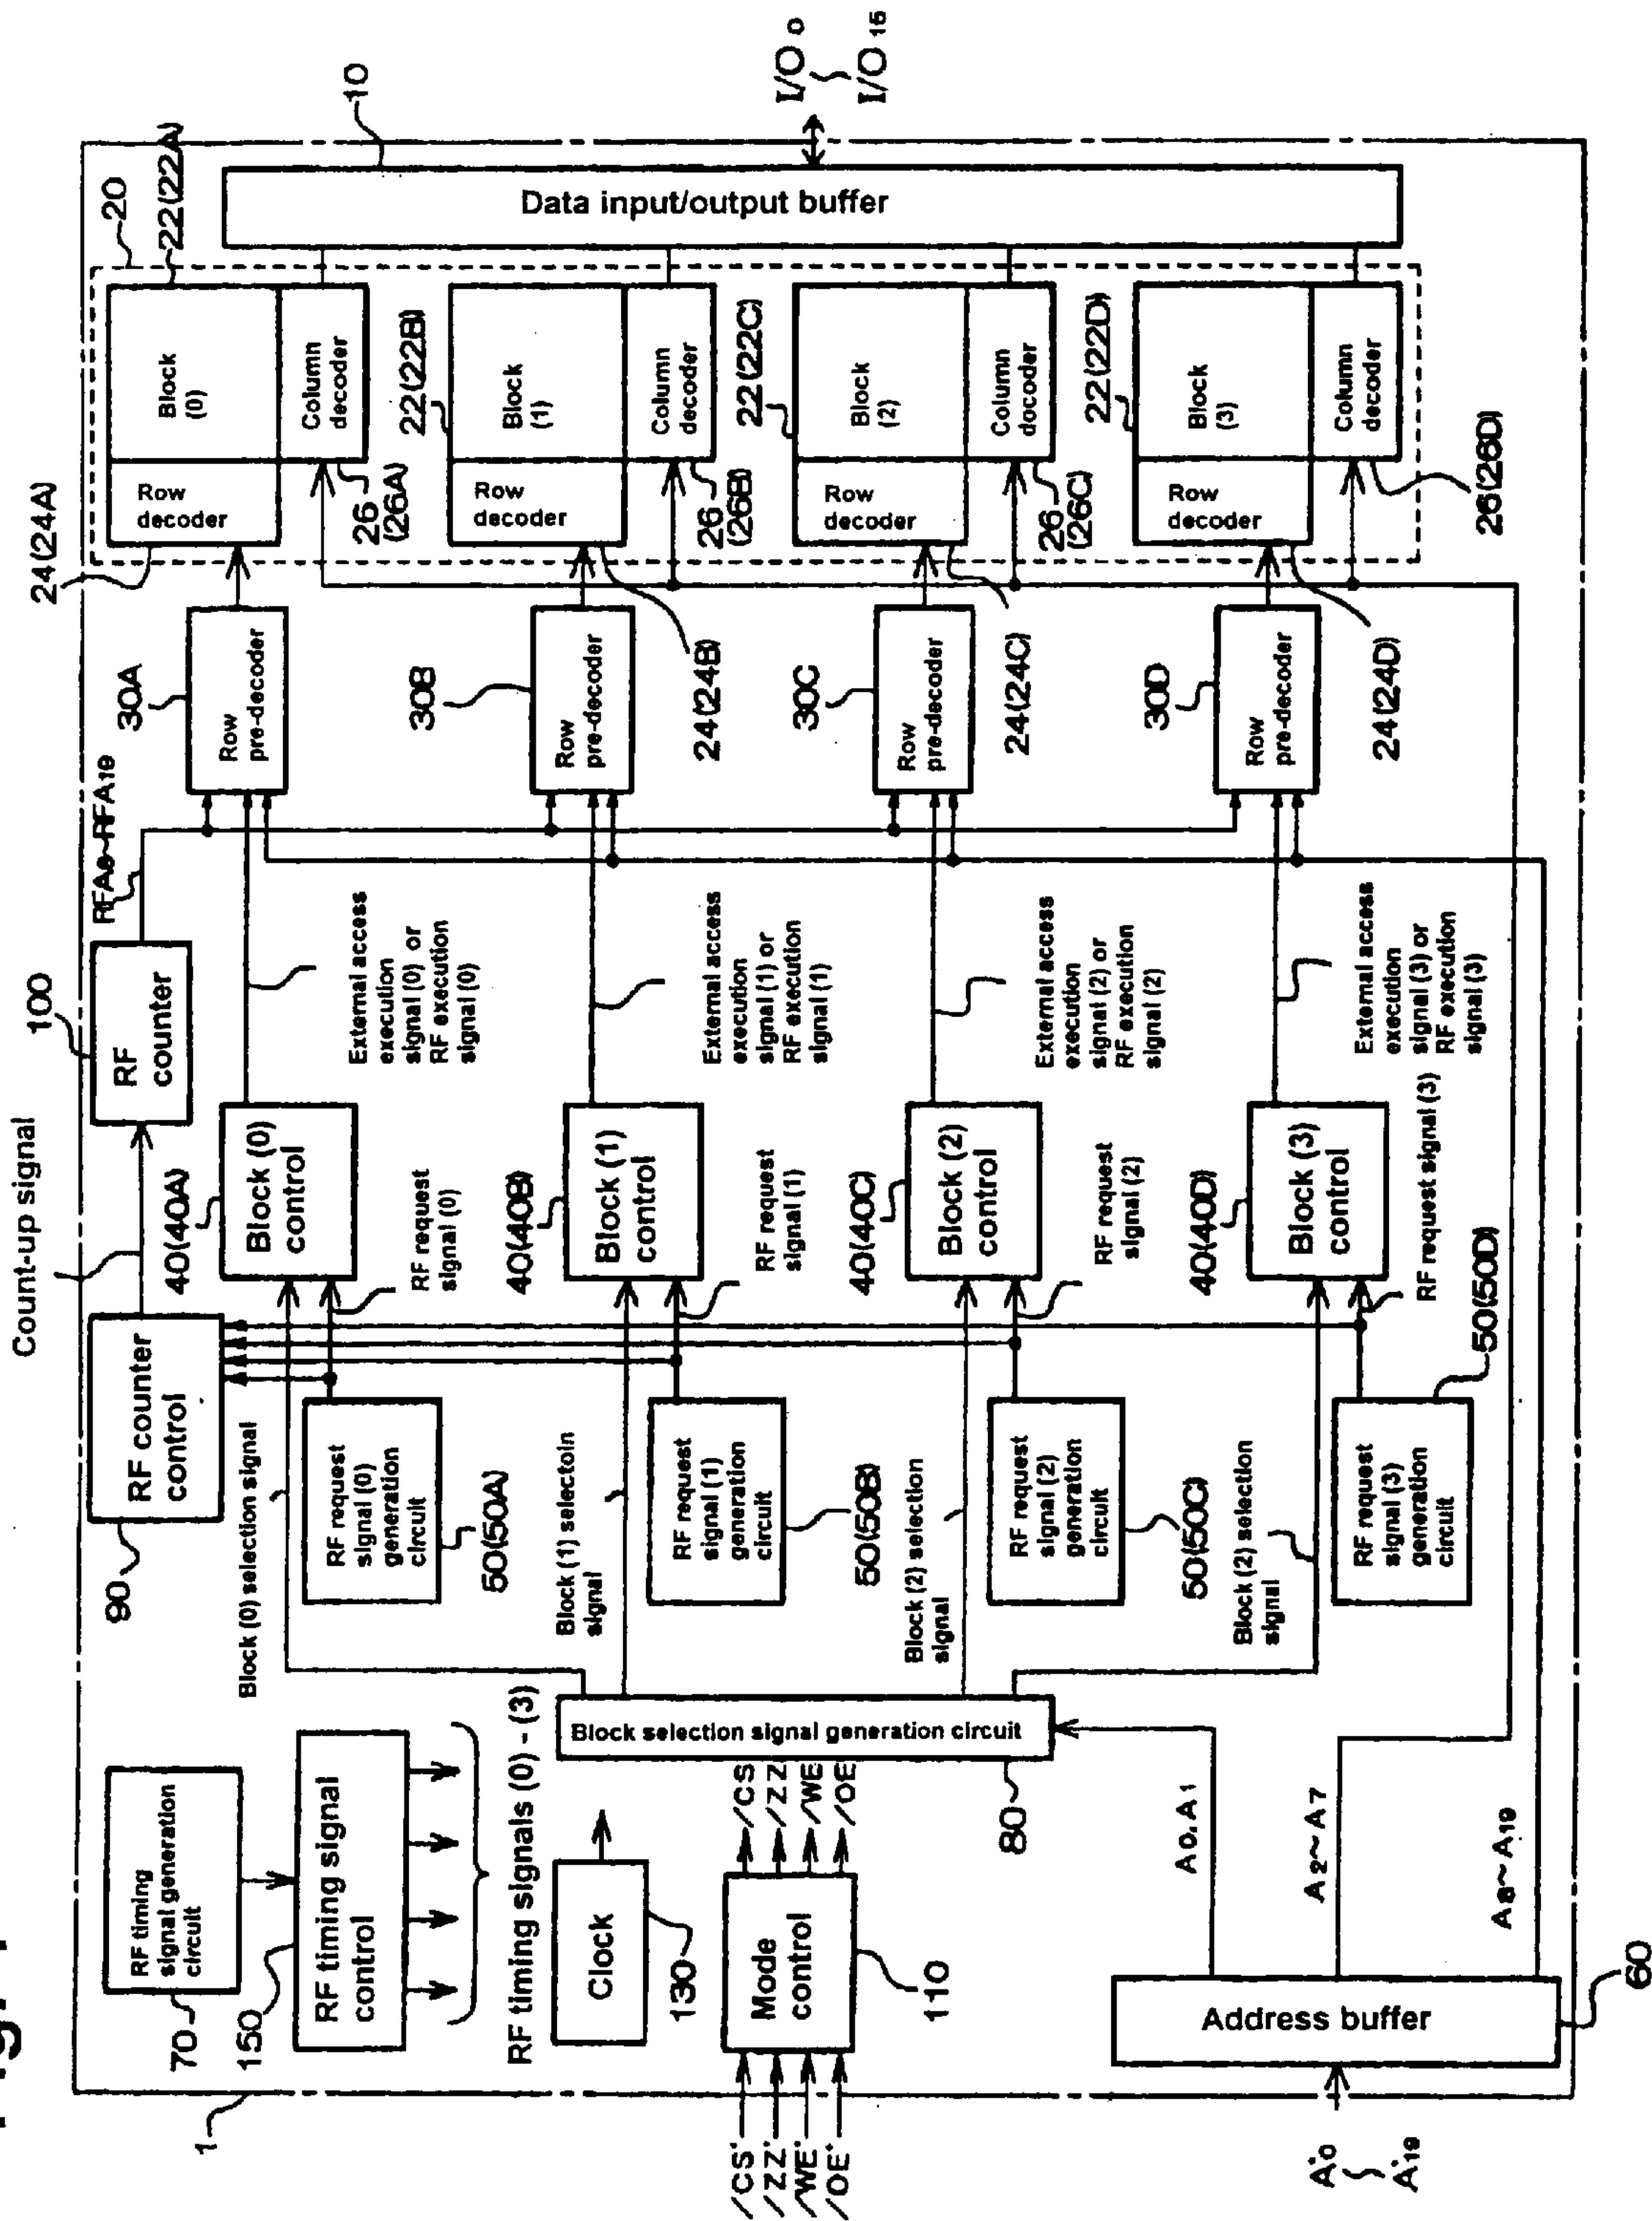 Count-up signal
100
RF
counter
RFA8~RFA19
90
RF counter
control
24(24A)
20
22(22A)
10
Data input/output buffer
I/O 0
I/O 15
70
RF timing
signal generation
circuit
150
RF timing signal
control
RF timing signals (0) - (3)
1
Block (0) selection signal
40(40A)
Block (0)
control
RF request
signal (0)
RF request
signal (0)
generation
circuit
50(50A)
External access
execution
signal (0) or
RF execution
signal (0)
30A
Row
pre-decoder
Row
decoder
Block
(0)
Column
decoder
26
(26A)
Clock
130
Block (1) selectoin
signal
40(40B)
Block (1)
control
RF request
signal (1)
RF request
signal (1)
generation
circuit
50(50B)
External access
execution
signal (1) or
RF execution
signal (1)
30B
Row
pre-decoder
24(24B)
Row
decoder
Block
(1)
22(22B)
Column
decoder
26
(26B)
Block selection signal generation circuit
80
/CS*
/ZZ*
/WE*
/OE*
Mode
control
110
/CS
/ZZ
/WE
/OE
Block (2) selection
signal
40(40C)
Block (2)
control
RF request
signal (2)
RF request
signal (2)
generation
circuit
50(50C)
External access
execution
signal (2) or
RF execution
signal (2)
30C
Row
pre-decoder
24(24C)
Row
decoder
Block
(2)
22(22C)
Column
docoder
26
(26C)
Block (2) selection
signal
40(40D)
Block (3)
control
RF request signal (3)
RF request
signal (3)
generation
circuit
50(50D)
External access
execution
signal (3) or
RF execution
signal (3)
30D
Row
pre-decoder
24(24D)
Row
decoder
Block
(3)
22(22D)
Column
decoder
26(26D)
A0,A1
A2~A7
A8~A19
Address buffer
60
A*0
A*19